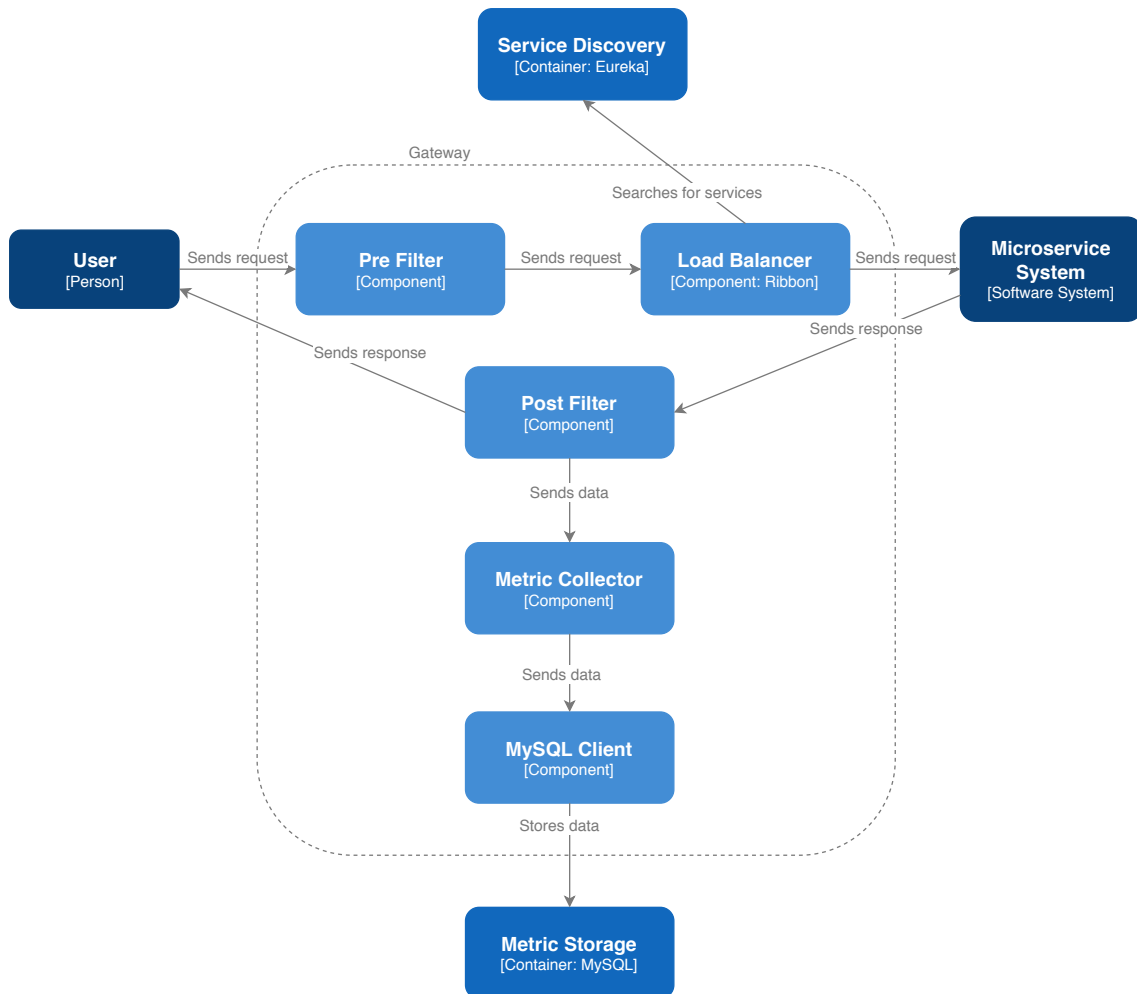 Service Discovery
[Container: Eureka]
Gateway
Searches for services
User
[Person]
Sends request
Pre Filter
[Component]
Sends request
Load Balancer
[Component: Ribbon]
Sends request
Microservice
System
[Software System]
Sends response
Sends response
Post Filter
[Component]
Sends data
Metric Collector
[Component]
Sends data
MySQL Client
[Component]
Stores data
Metric Storage
[Container: MySQL]